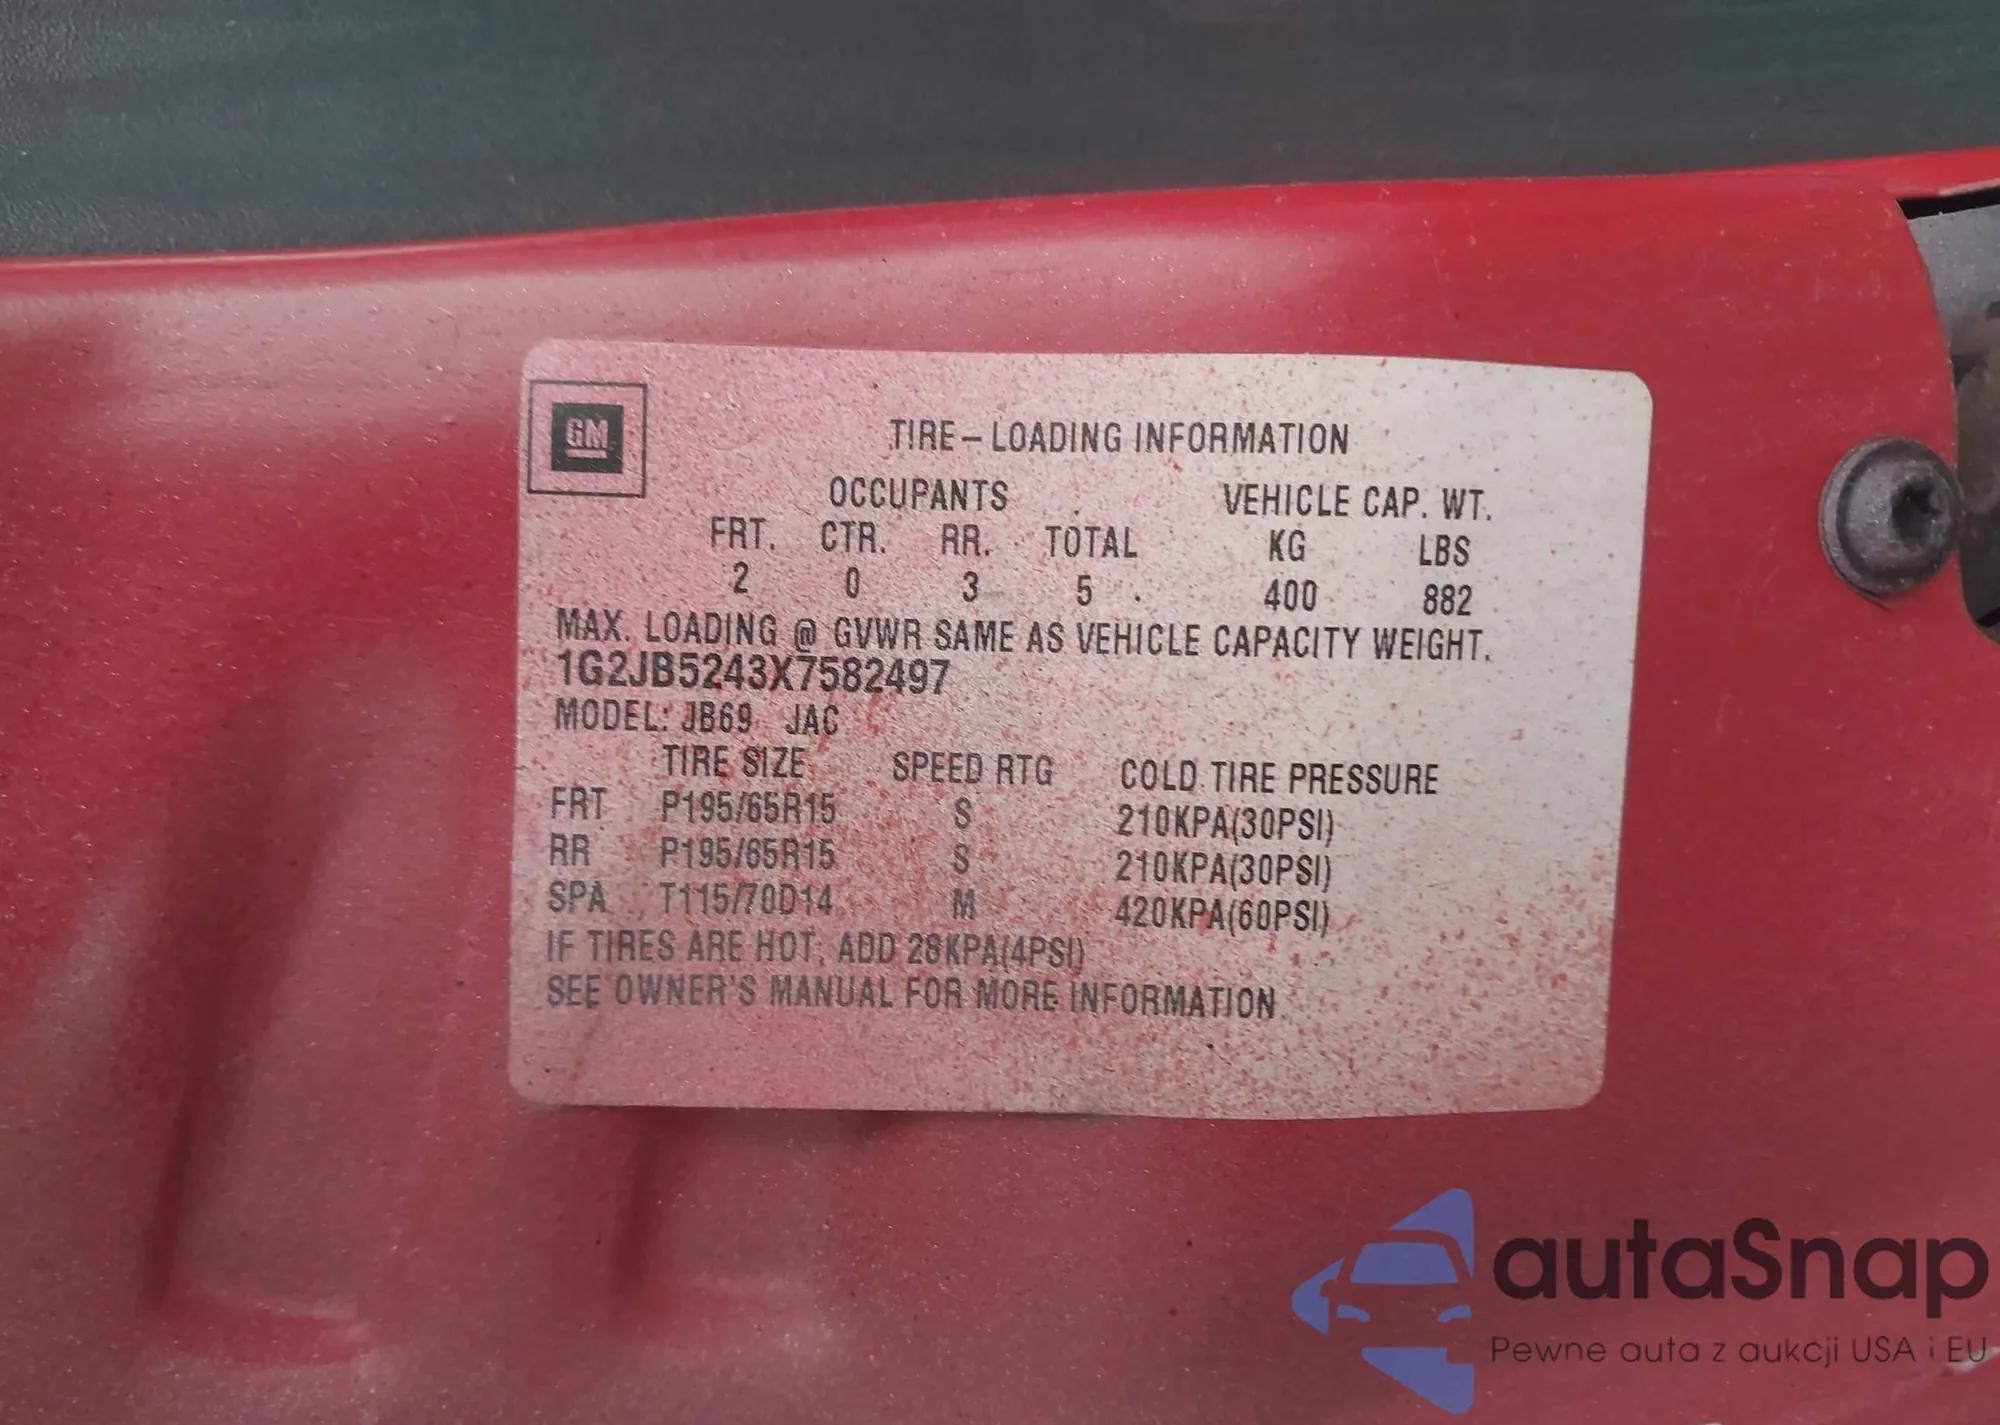 GM
TIRE – LOADING INFORMATION
OCCUPANTS VEHICLE CAP. WT.
FRT. CTR. RR. TOTAL KG LBS
2 0 3 5 400 882
MAX. LOADING @ GVWR SAME AS VEHICLE CAPACITY WEIGHT.
1G2JB5243X7582497
MODEL: JB69 JAC
TIRE SIZE SPEED RTG COLD TIRE PRESSURE
FRT P195/65R15 S 210KPA(30PSI)
RR P195/65R15 S 210KPA(30PSI)
SPA T115/70D14 M 420KPA(60PSI)
IF TIRES ARE HOT, ADD 28KPA(4PSI)
SEE OWNER'S MANUAL FOR MORE INFORMATION
autaSnap
Pewne auta z aukcji USA i EU